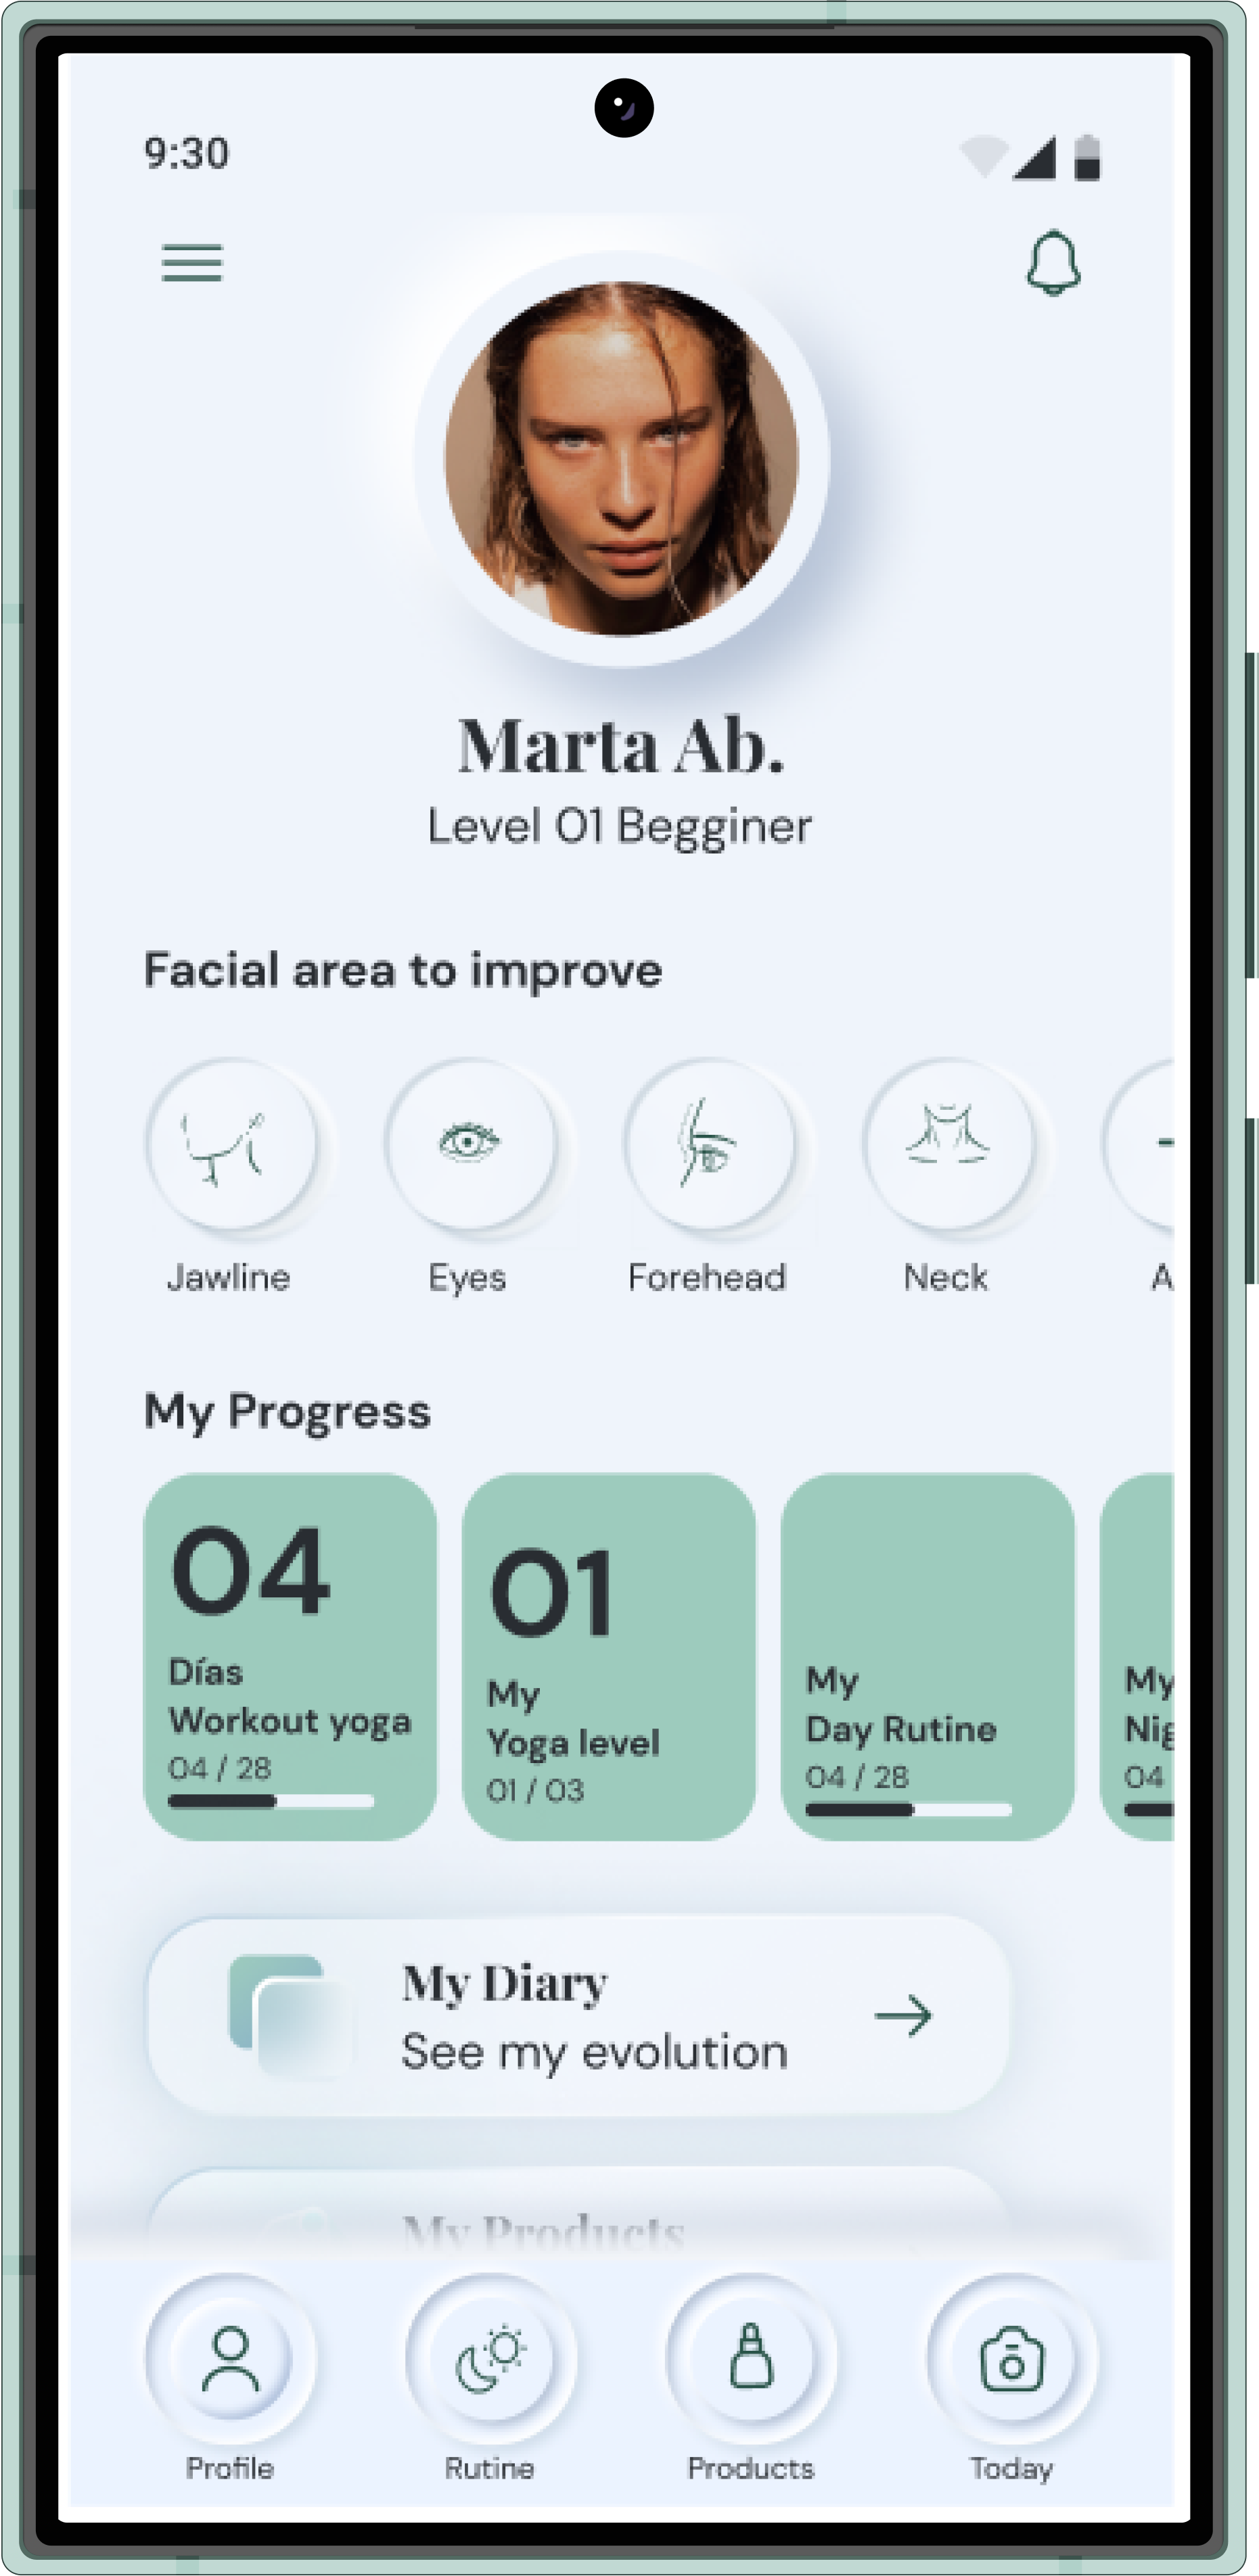 9:30
Marta Ab.
Level 01 Begginer
Facial area to improve
Jawline
Eyes
Forehead
Neck
A
My Progress
04
Días
Workout yoga
04 / 28
01
My
Yoga level
01 / 03
My
Day Rutine
04 / 28
My
Nig
04
My Diary
See my evolution
My Products
Profile
Rutine
Products
Today